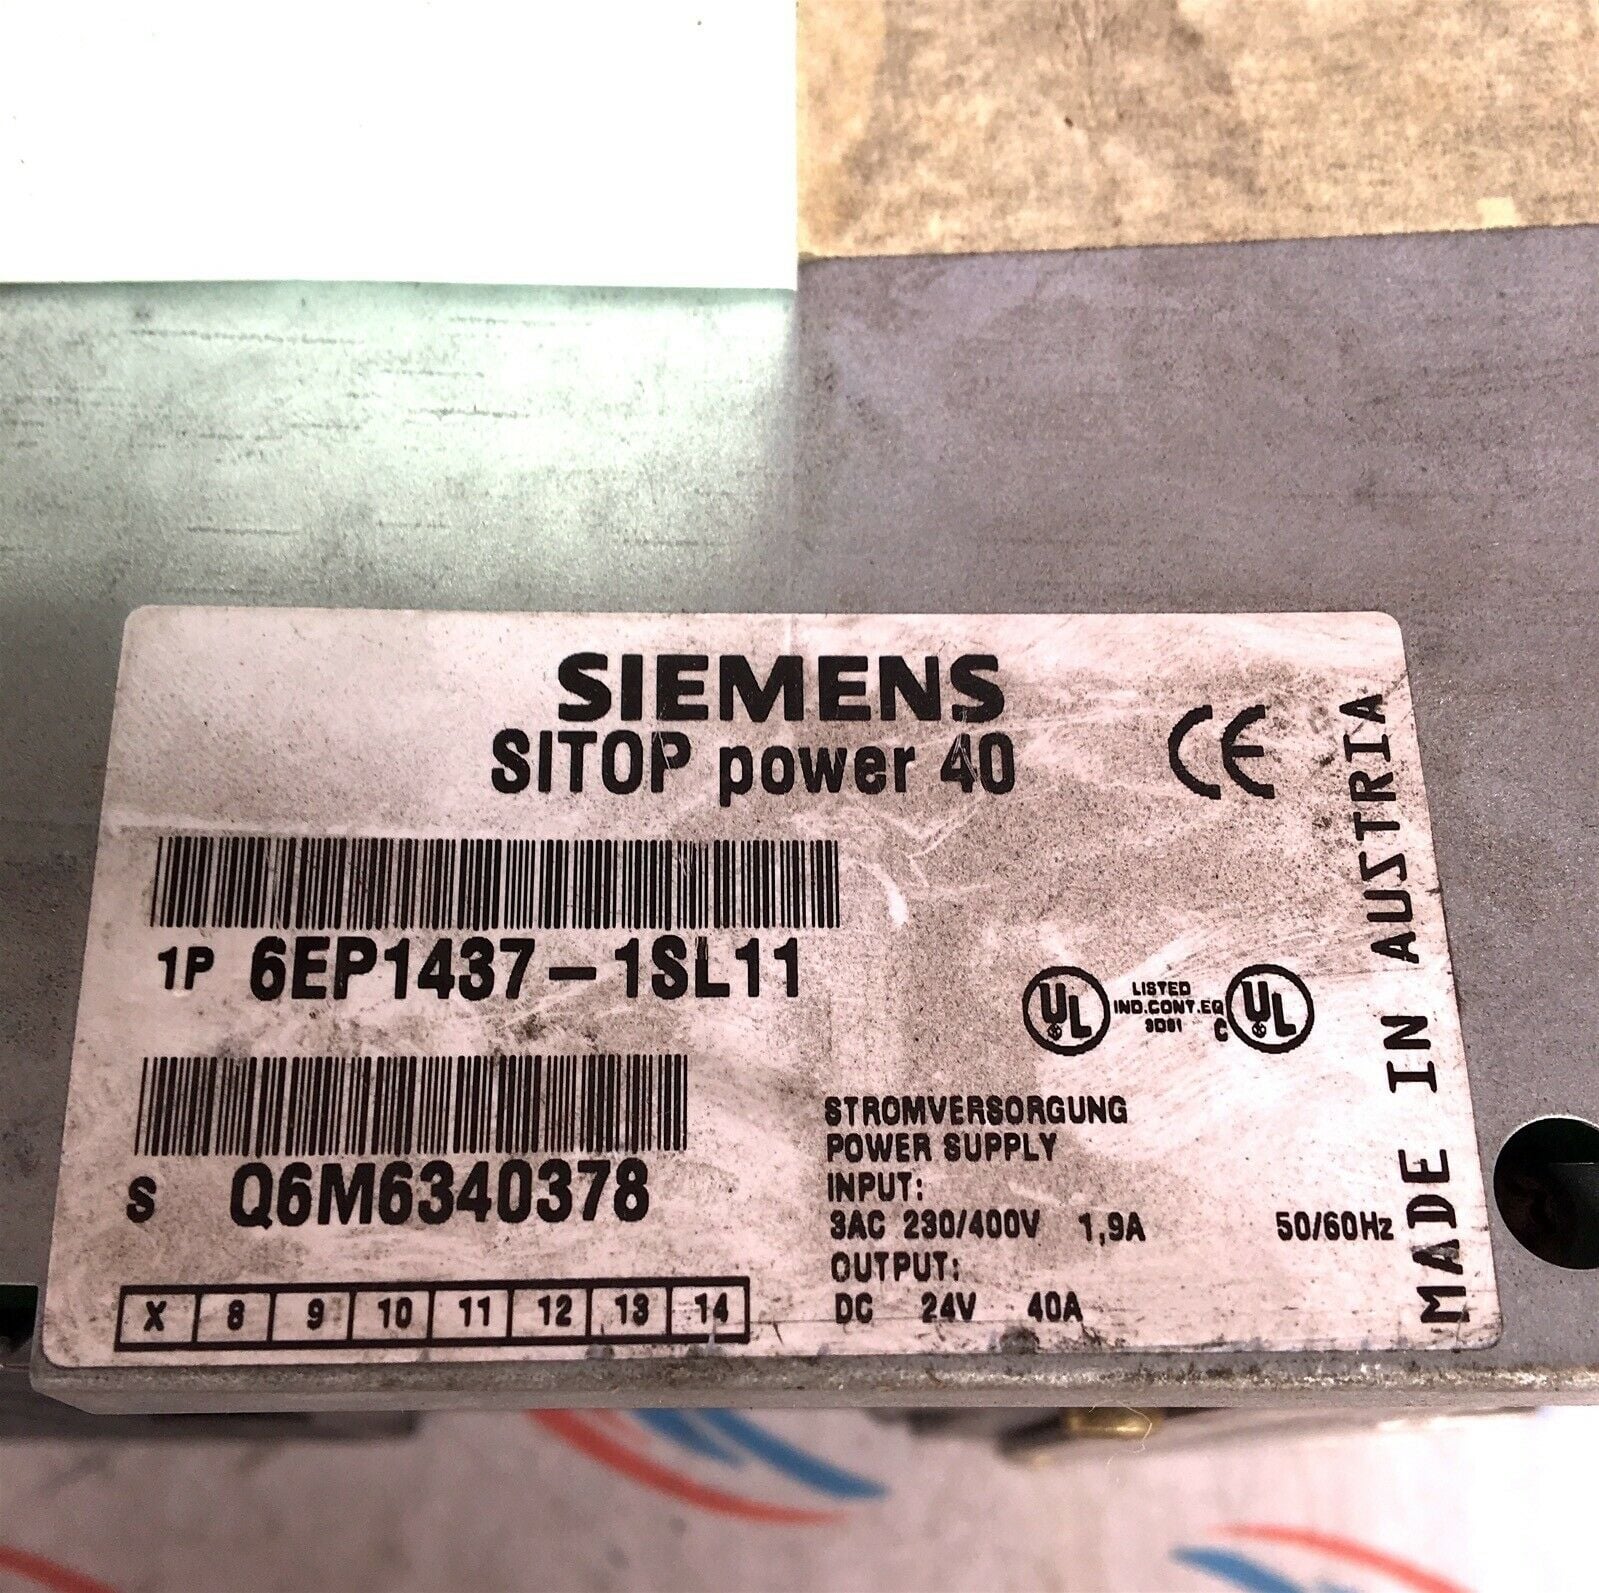 SIEMENS
SITOP power 40
CE
1P 6EP1437-1SL11
UL LISTED C UL
IND.CONT.EQ
S Q6M6340378
STROMVERSORGUNG
POWER SUPPLY
INPUT:
3AC 230/400V 1,9A 50/60Hz
OUTPUT:
DC 24V 40A
X 8 9 10 11 12 13 14
MADE IN AUSTRIA